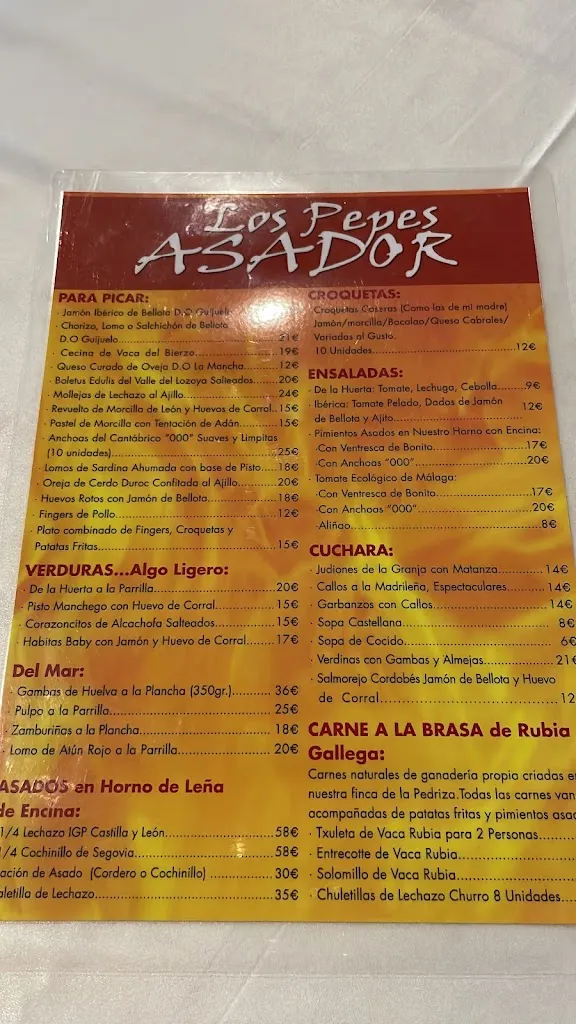 Los Pepes
ASADOR
PARA PICAR:
· Jamón Ibérico de Bellota D.O Guijuelo
· Chorizo, Lomo o Salchichón de Bellota
D.O Guijuelo 21€
· Cecina de Vaca del Bierzo 19€
· Queso Curado de Oveja D.O La Mancha 12€
· Boletus Edulis del Valle del Lozoya Salteados 20€
· Mollejas de Lechazo al Ajillo 24€
· Revuelto de Morcilla de León y Huevos de Corral 15€
· Pastel de Morcilla con Tentación de Adán 15€
· Anchoas del Cantábrico "000" Suaves y Limpitas
(10 unidades) 25€
· Lomos de Sardina Ahumada con base de Pisto 18€
· Oreja de Cerdo Duroc Confitada al Ajillo 20€
· Huevos Rotos con Jamón de Bellota 18€
· Fingers de Pollo 12€
· Plato combinado de Fingers, Croquetas y
Patatas Fritas 15€
VERDURAS...Algo Ligero:
· De la Huerta a la Parrilla 20€
· Pisto Manchego con Huevo de Corral 15€
· Corazoncitos de Alcachofa Salteados 15€
· Habitas Baby con Jamón y Huevo de Corral 17€
Del Mar:
· Gambas de Huelva a la Plancha (350gr.) 36€
· Pulpo a la Parrilla 25€
· Zamburiñas a la Plancha 18€
· Lomo de Atún Rojo a la Parrilla 20€
ASADOS en Horno de Leña
de Encina:
1/4 Lechazo IGP Castilla y León 58€
1/4 Cochinillo de Segovia 58€
ación de Asado (Cordero o Cochinillo) 30€
aletilla de Lechazo 35€
CROQUETAS:
Croquetas Caseras (Como las de mi madre)
Jamón/morcilla/Bacalao/Queso Cabrales/
Variadas al Gusto.
10 Unidades 12€
ENSALADAS:
· De la Huerta: Tomate, Lechuga, Cebolla 9€
· Ibérica: Tomate Pelado, Dados de Jamón
de Bellota y Ajito 12€
· Pimientos Asados en Nuestro Horno con Encina:
·Con Ventresca de Bonito 17€
·Con Anchoas "000" 20€
· Tomate Ecológico de Málaga:
·Con Ventresca de Bonito 17€
·Con Anchoas "000" 20€
·Aliñao 8€
CUCHARA:
· Judiones de la Granja con Matanza 14€
· Callos a la Madrileña, Espectaculares 14€
· Garbanzos con Callos 14€
· Sopa Castellana 8€
· Sopa de Cocido 6€
· Verdinas con Gambas y Almejas 21€
· Salmorejo Cordobés Jamón de Bellota y Huevo
de Corral 12
CARNE A LA BRASA de Rubia
Gallega:
Carnes naturales de ganadería propia criadas en
nuestra finca de la Pedriza.Todas las carnes van
acompañadas de patatas fritas y pimientos asad
· Txuleta de Vaca Rubia para 2 Personas
· Entrecotte de Vaca Rubia
· Solomillo de Vaca Rubia
· Chuletillas de Lechazo Churro 8 Unidades